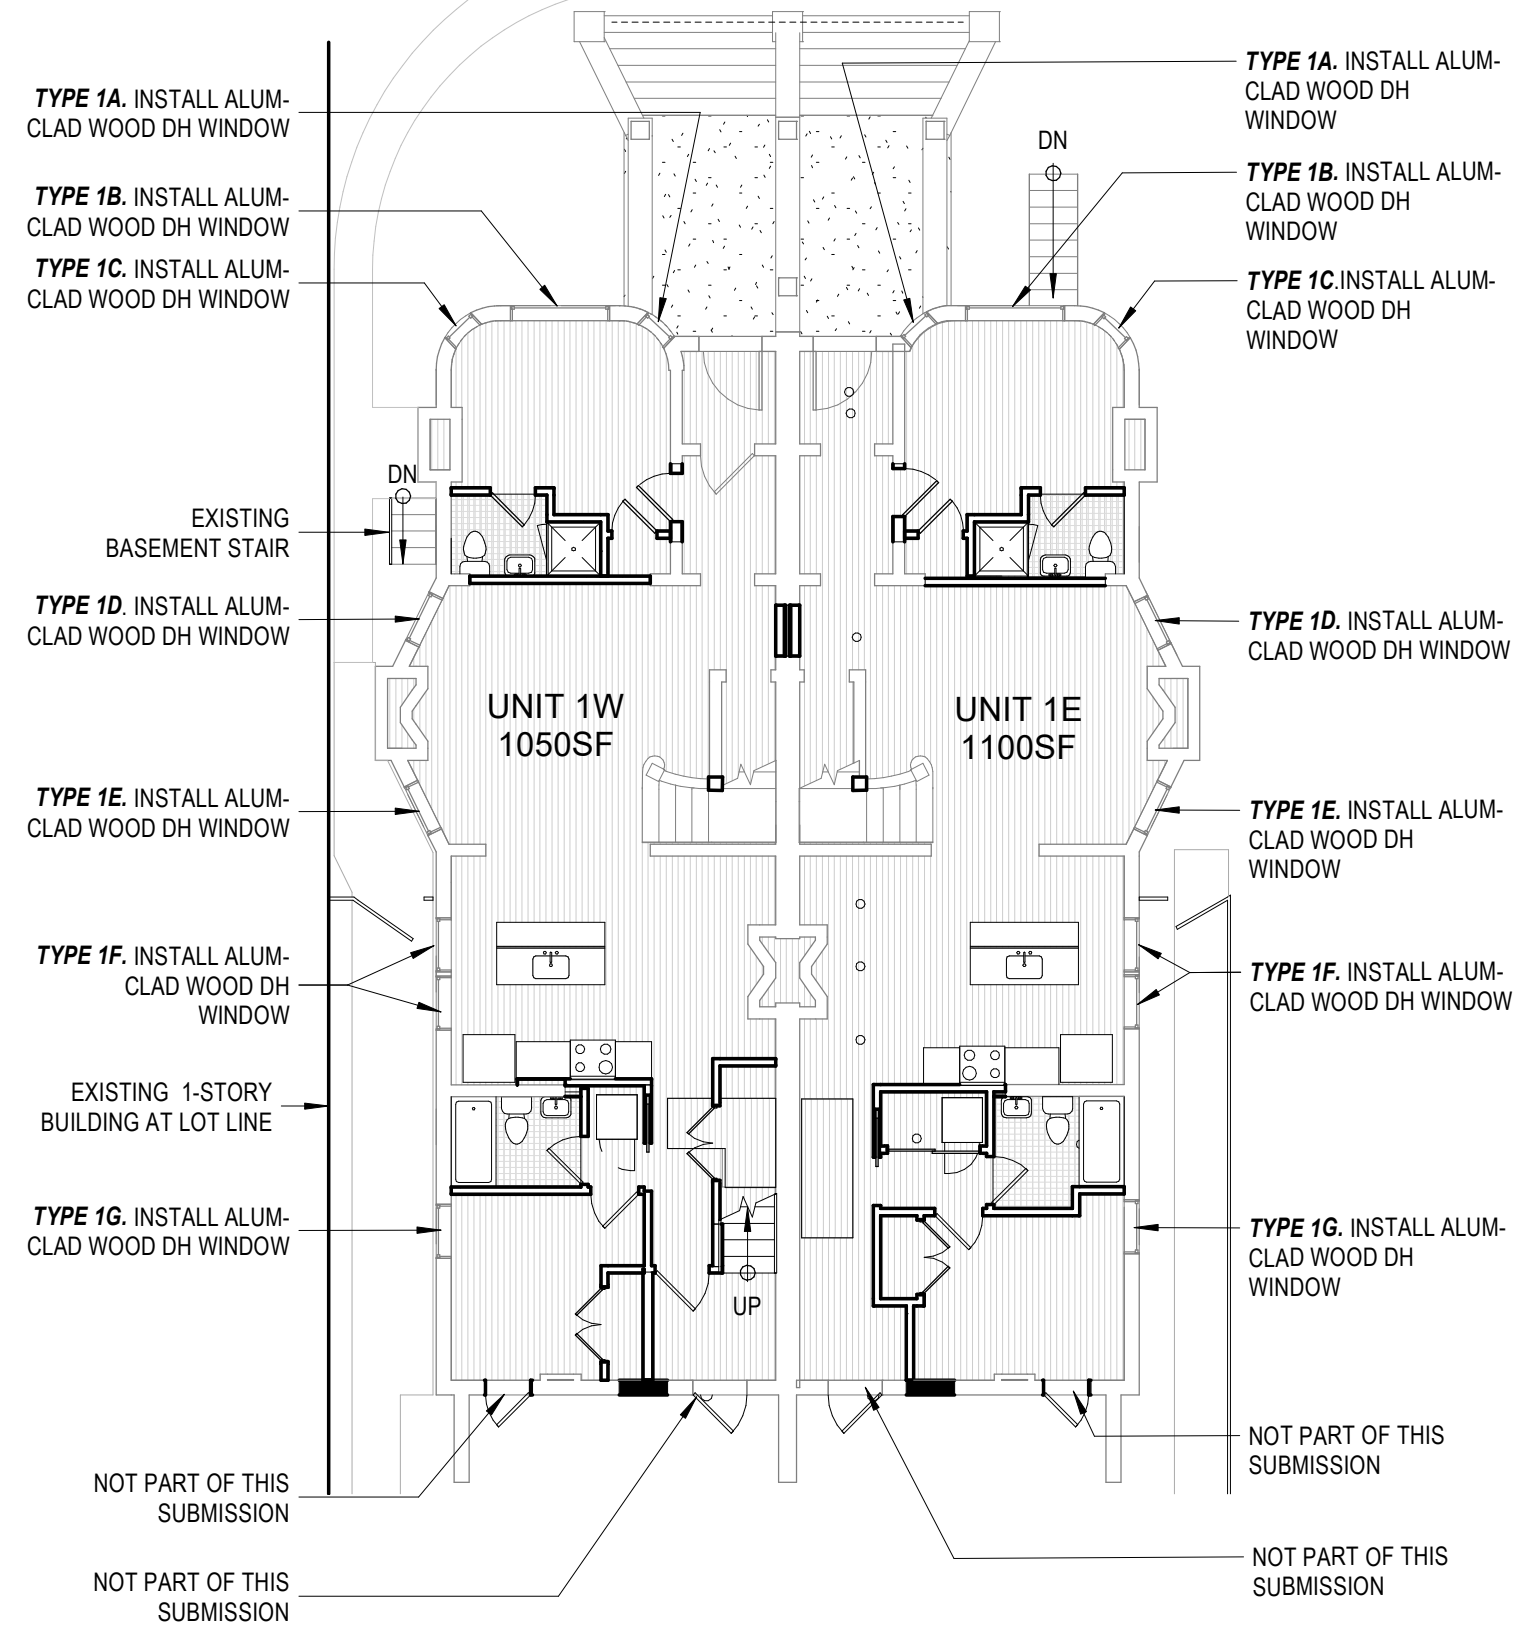 TYPE 1A. INSTALL ALUM-
CLAD WOOD DH WINDOW
TYPE 1B. INSTALL ALUM-
CLAD WOOD DH WINDOW
TYPE 1C. INSTALL ALUM-
CLAD WOOD DH WINDOW
DN
EXISTING
BASEMENT STAIR
TYPE 1D. INSTALL ALUM-
CLAD WOOD DH WINDOW
UNIT 1W
1050SF
TYPE 1E. INSTALL ALUM-
CLAD WOOD DH WINDOW
TYPE 1F. INSTALL ALUM-
CLAD WOOD DH
WINDOW
EXISTING 1-STORY
BUILDING AT LOT LINE
TYPE 1G. INSTALL ALUM-
CLAD WOOD DH WINDOW
UP
NOT PART OF THIS
SUBMISSION
NOT PART OF THIS
SUBMISSION
TYPE 1A. INSTALL ALUM-
CLAD WOOD DH
WINDOW
DN
TYPE 1B. INSTALL ALUM-
CLAD WOOD DH
WINDOW
TYPE 1C.INSTALL ALUM-
CLAD WOOD DH
WINDOW
TYPE 1D. INSTALL ALUM-
CLAD WOOD DH WINDOW
UNIT 1E
1100SF
TYPE 1E. INSTALL ALUM-
CLAD WOOD DH
WINDOW
TYPE 1F. INSTALL ALUM-
CLAD WOOD DH WINDOW
TYPE 1G. INSTALL ALUM-
CLAD WOOD DH
WINDOW
NOT PART OF THIS
SUBMISSION
NOT PART OF THIS
SUBMISSION